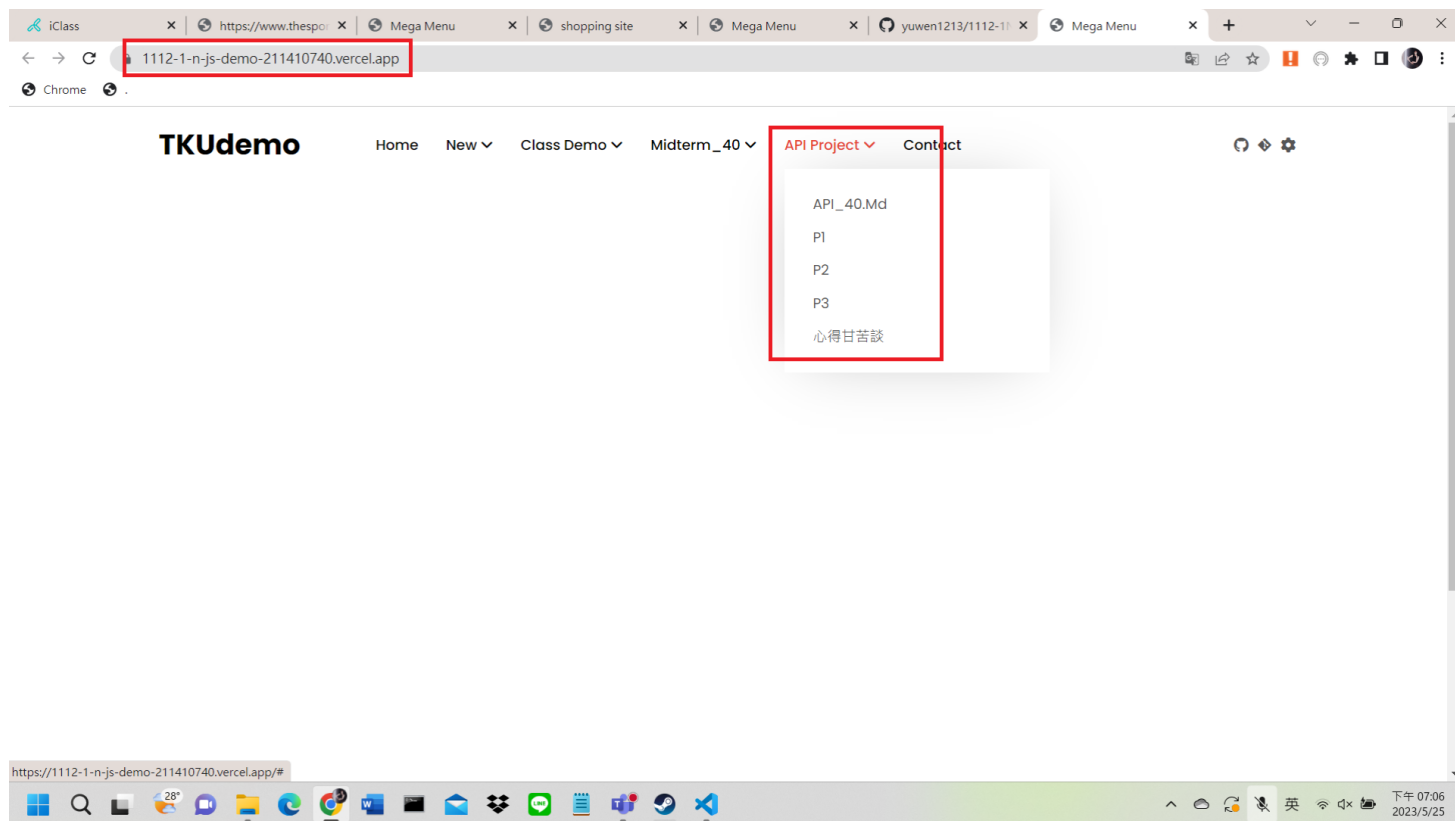 iClass
https://www.thespor
Mega Menu
shopping site
Mega Menu
yuwen1213/1112-1N
Mega Menu
1112-1-n-js-demo-211410740.vercel.app
Chrome
.
TKUdemo
Home
New
Class Demo
Midterm_40
API Project
Contact
API_40.Md
P1
P2
P3
心得甘苦談
https://1112-1-n-js-demo-211410740.vercel.app/#
28°
英
下午 07:06
2023/5/25